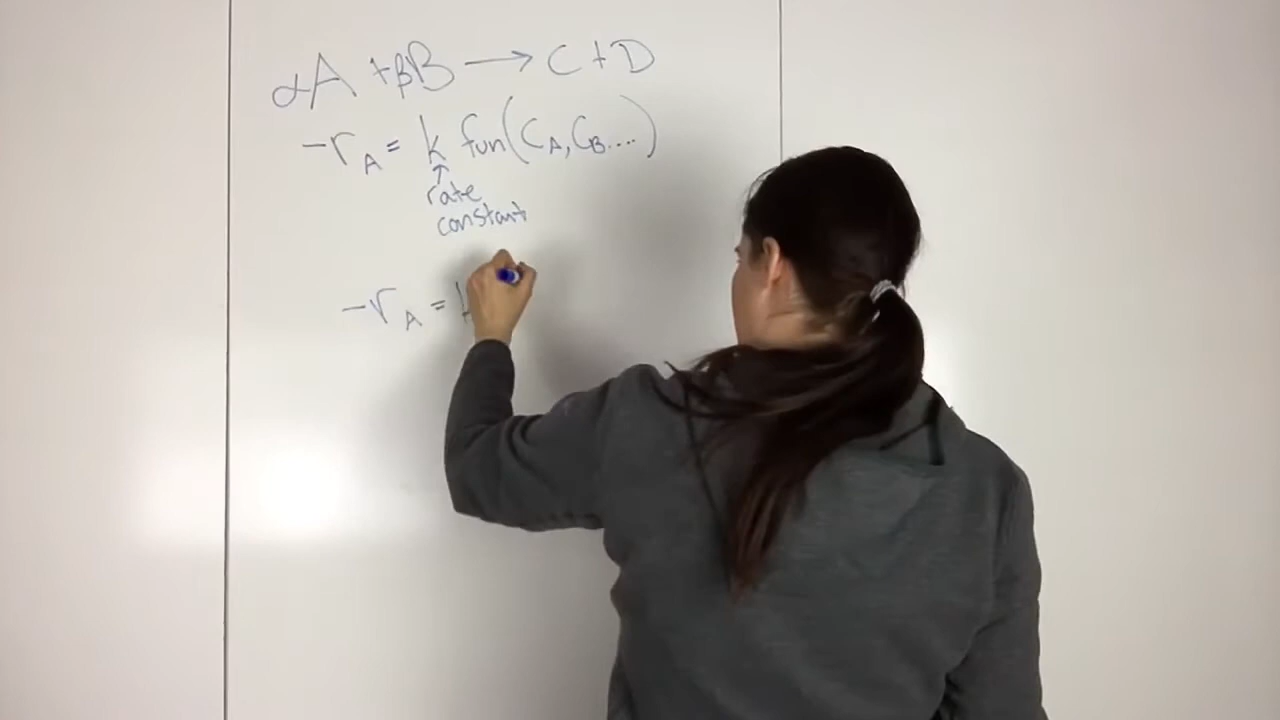 αA + βB → C + D
-rA = k fun(CA, CB....)
↑
rate
constant
-rA = k